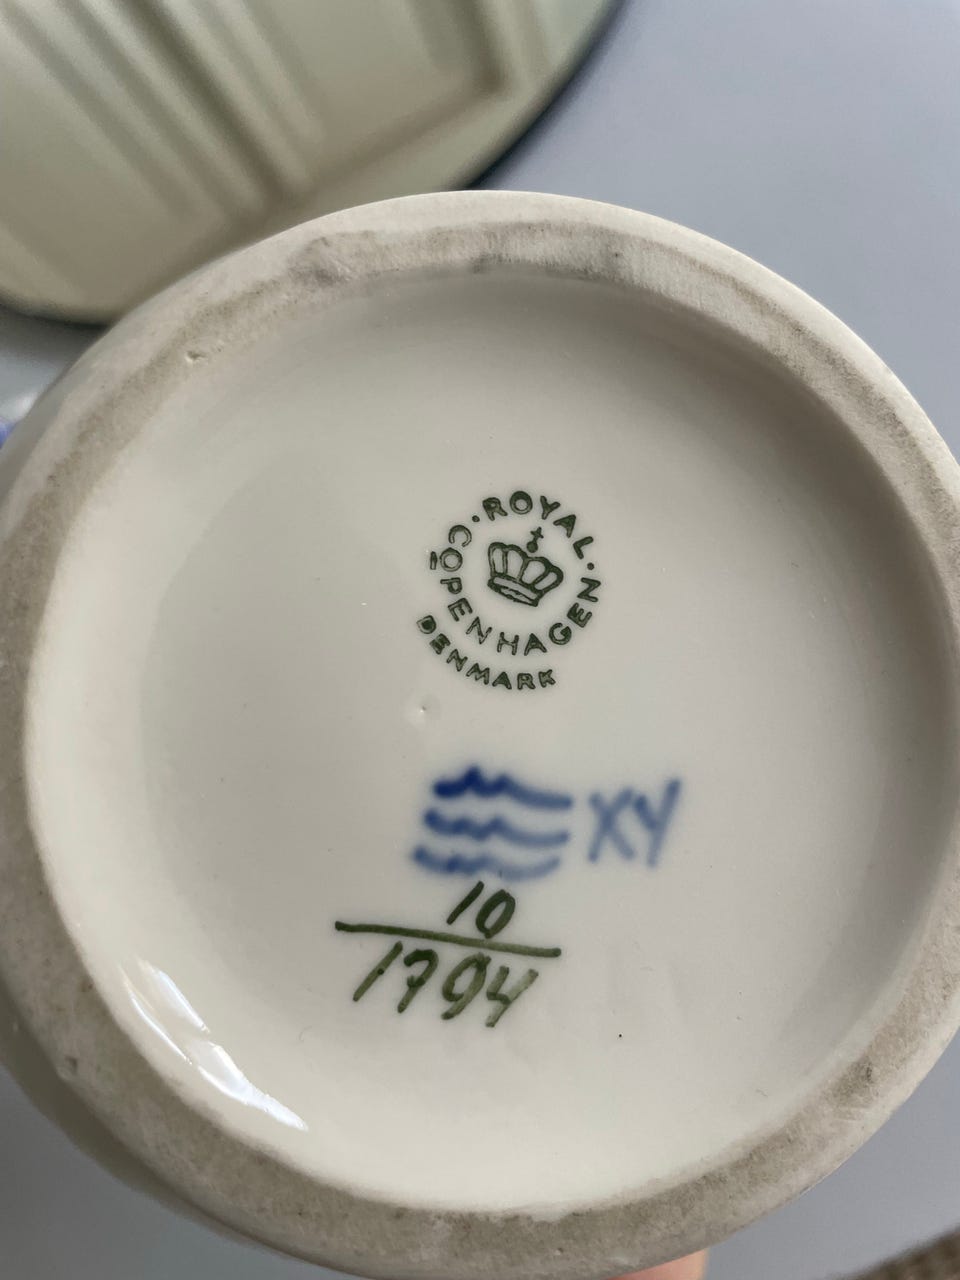 ROYAL
COPENHAGEN
DENMARK
XY
10
1794